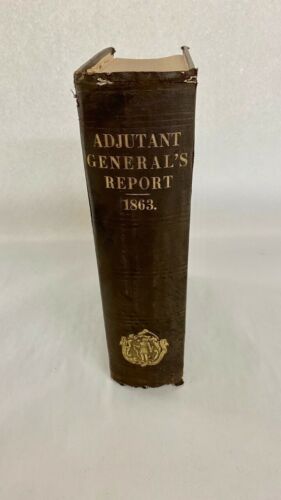 ADJUTANT
GENERAL'S
REPORT
1863.